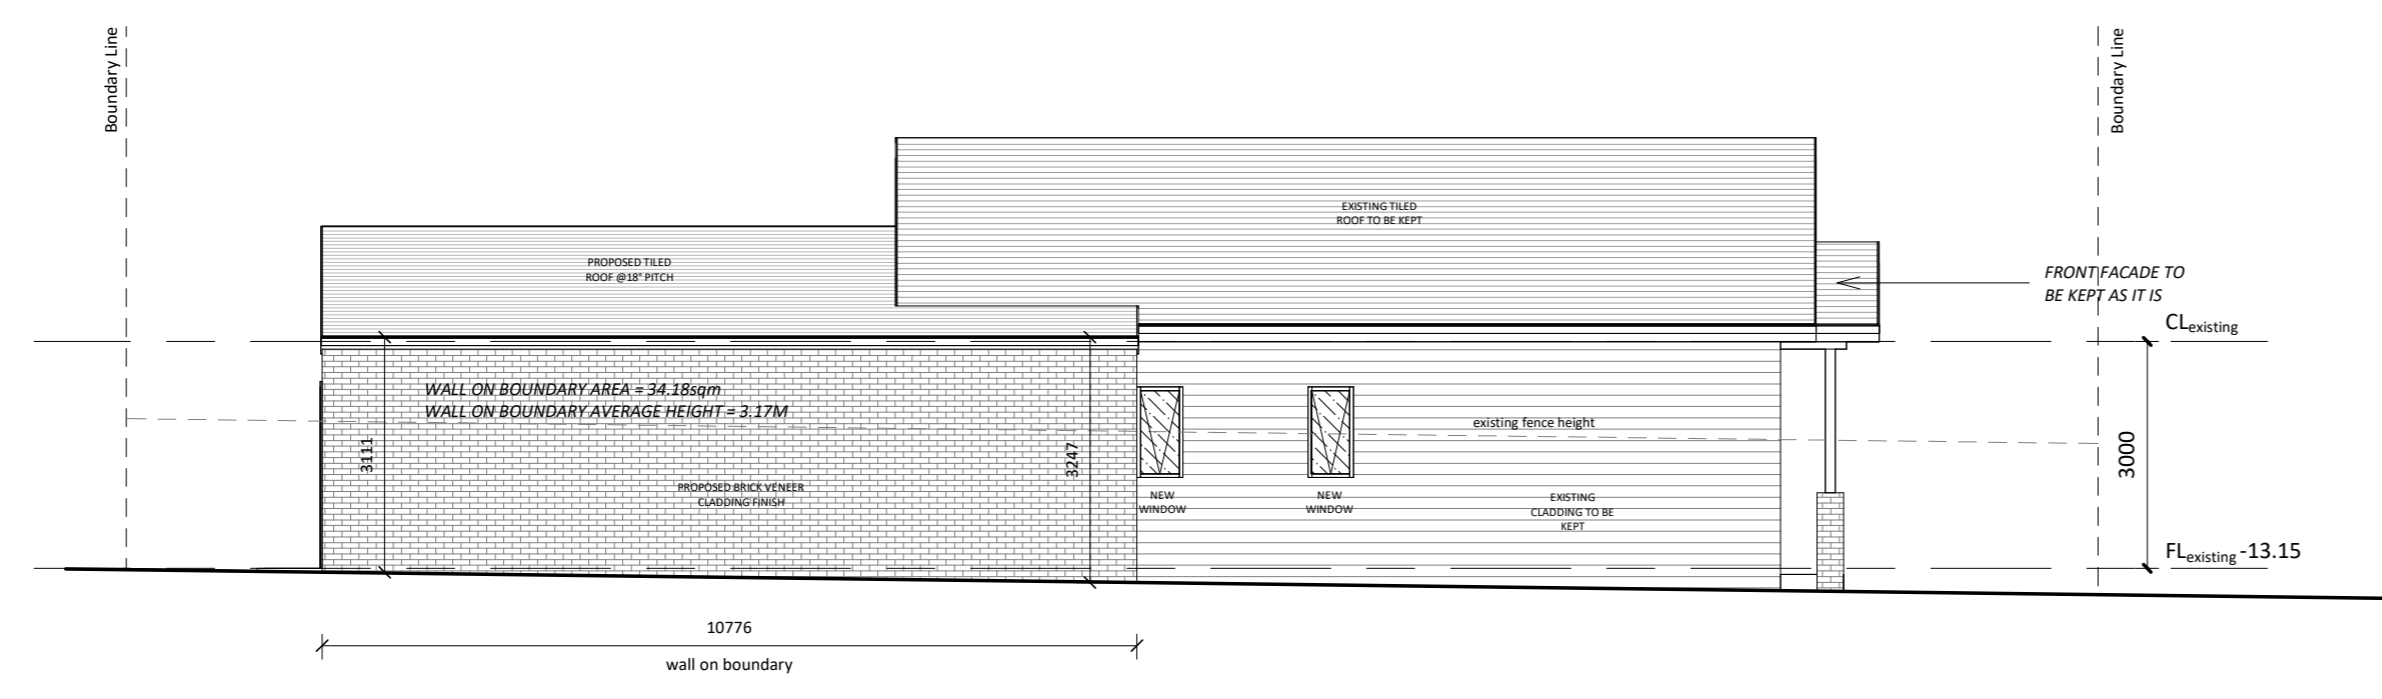 Boundary Line
Boundary Line
EXISTING TILED
ROOF TO BE KEPT
PROPOSED TILED
ROOF @18° PITCH
FRONT FACADE TO
BE KEPT AS IT IS
CLexisting
WALL ON BOUNDARY AREA = 34.18sqm
WALL ON BOUNDARY AVERAGE HEIGHT = 3.17M
existing fence height
3111
3247
3000
PROPOSED BRICK VENEER
CLADDING FINISH
NEW
WINDOW
NEW
WINDOW
EXISTING
CLADDING TO BE
KEPT
FLexisting -13.15
10776
wall on boundary